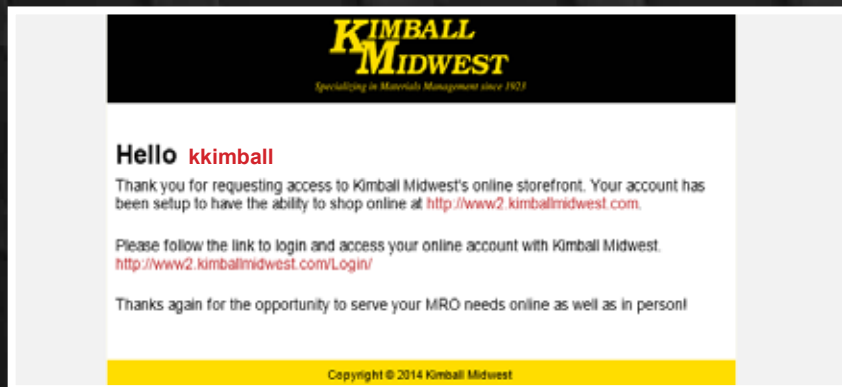 KIMBALL
MIDWEST
Specializing in Materials Management since 1923
Hello kkimball
Thank you for requesting access to Kimball Midwest's online storefront. Your account has
been setup to have the ability to shop online at http://www2.kimballmidwest.com.
Please follow the link to login and access your online account with Kimball Midwest.
http://www2.kimballmidwest.com/Login/
Thanks again for the opportunity to serve your MRO needs online as well as in person!
Copyright © 2014 Kimball Midwest